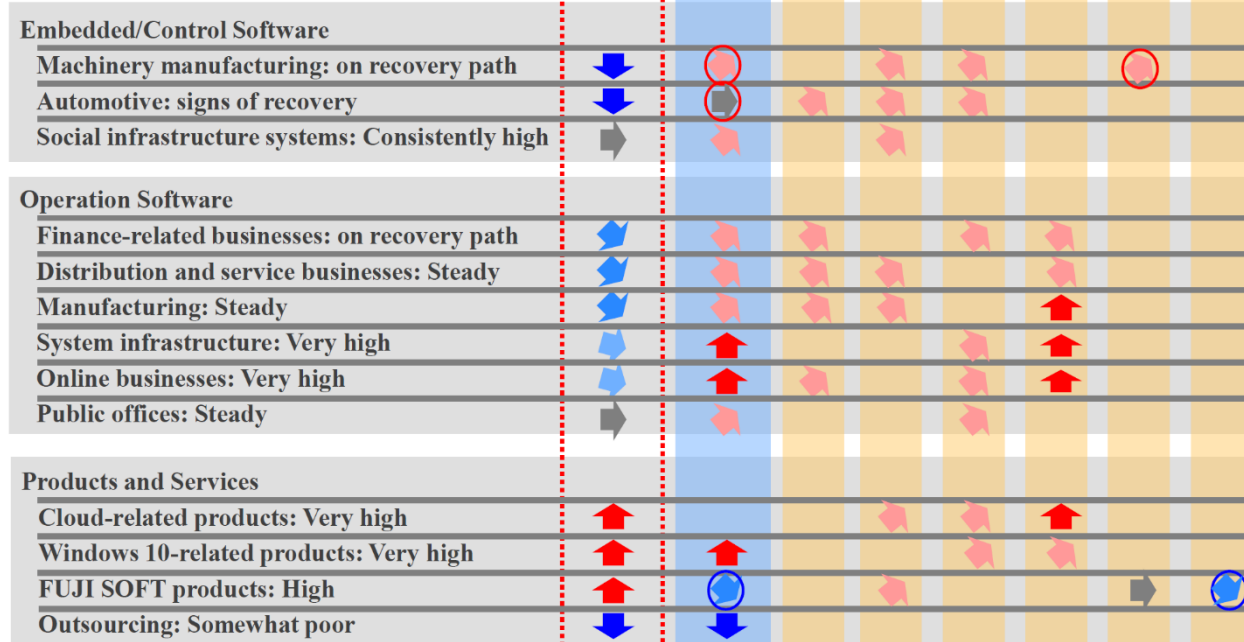 Embedded/Control Software
Machinery manufacturing: on recovery path
Automotive: signs of recovery
Social infrastructure systems: Consistently high
Operation Software
Finance-related businesses: on recovery path
Distribution and service businesses: Steady
Manufacturing: Steady
System infrastructure: Very high
Online businesses: Very high
Public offices: Steady
Products and Services
Cloud-related products: Very high
Windows 10-related products: Very high
FUJI SOFT products: High
Outsourcing: Somewhat poor